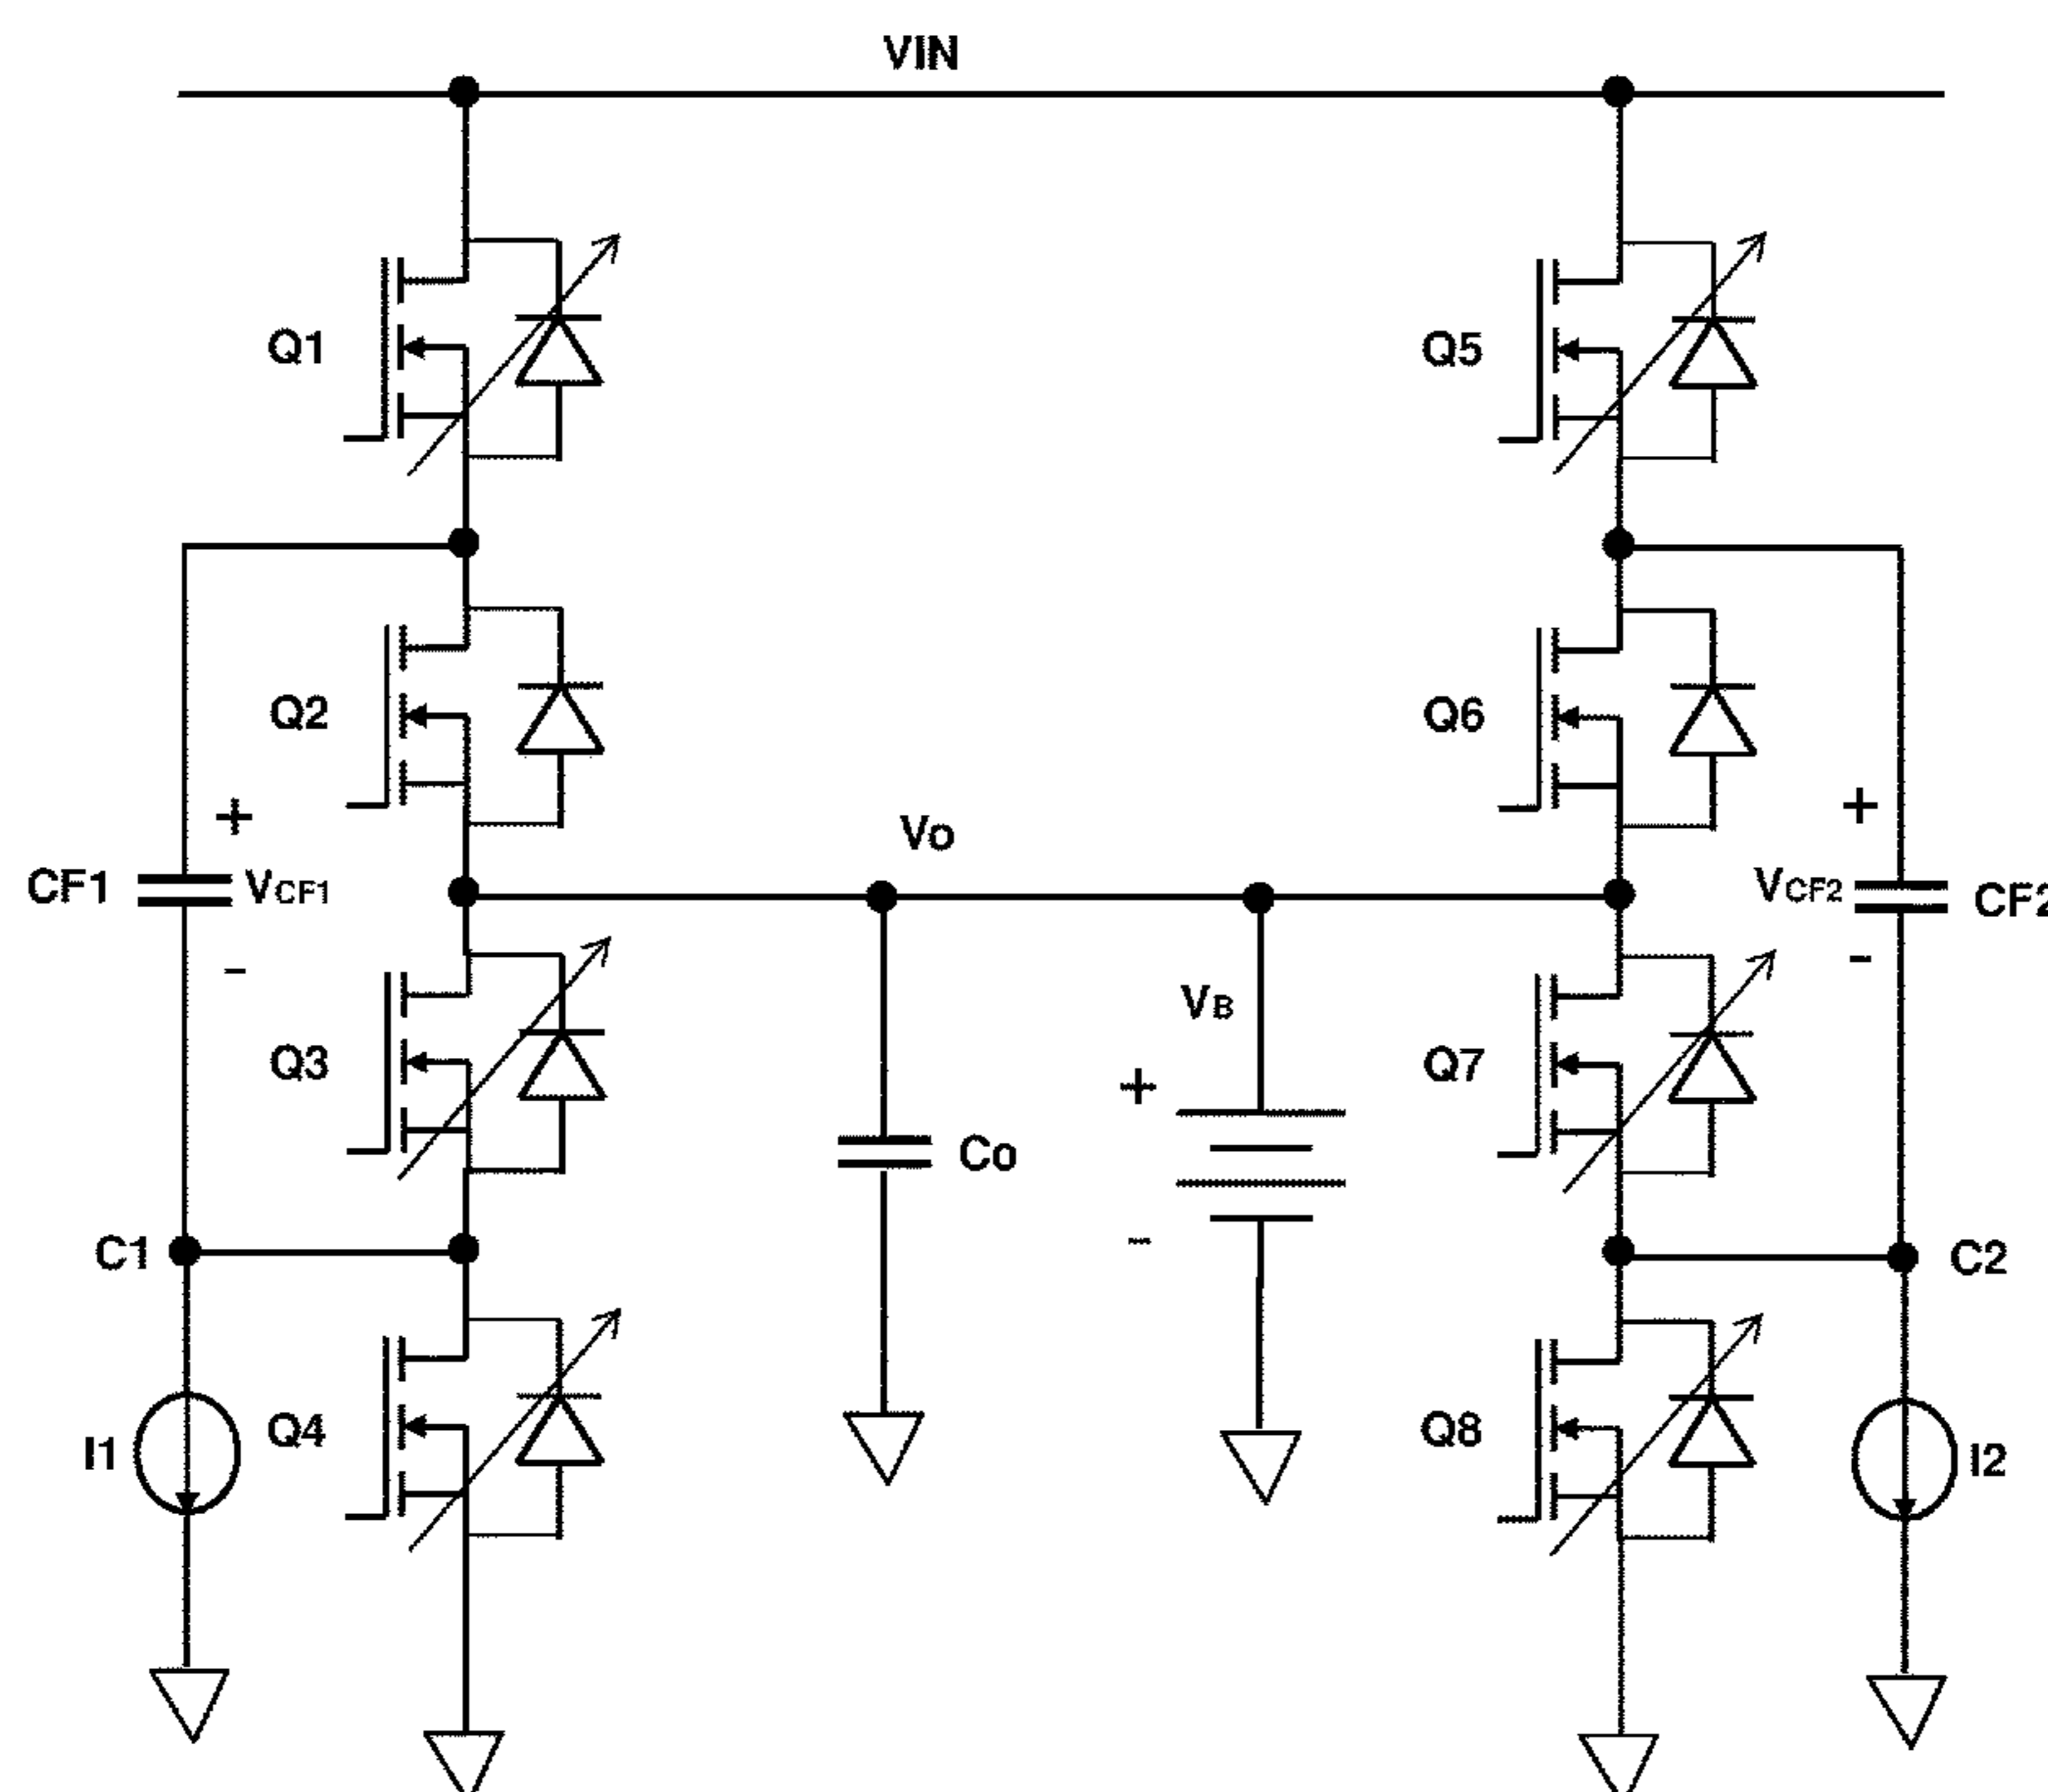 VIN
Q1
Q5
Q2
Q6
+
+
Vo
CF1
VCF1
VCF2
CF2
-
-
VB
Q3
Q7
+
Co
-
C1
C2
Q4
Q8
I1
I2